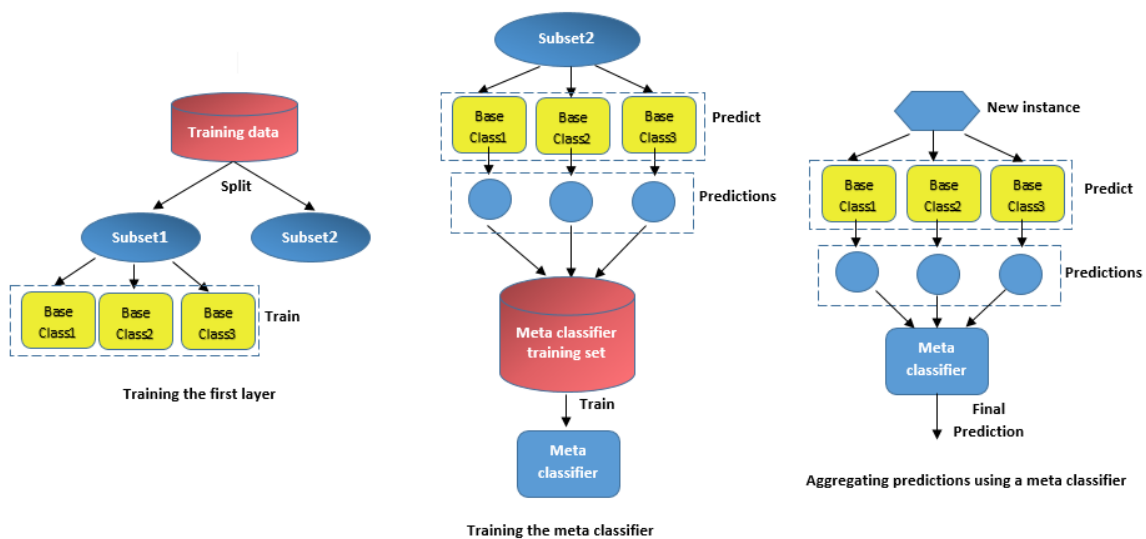 Training data
Split
Subset1
Subset2
Base
Class1
Base
Class2
Base
Class3
Train
Training the first layer
Subset2
Base
Class1
Base
Class2
Base
Class3
Predict
Predictions
Meta classifier
training set
Train
Meta
classifier
Training the meta classifier
New instance
Base
Class1
Base
Class2
Base
Class3
Predict
Predictions
Meta
classifier
Final
Prediction
Aggregating predictions using a meta classifier